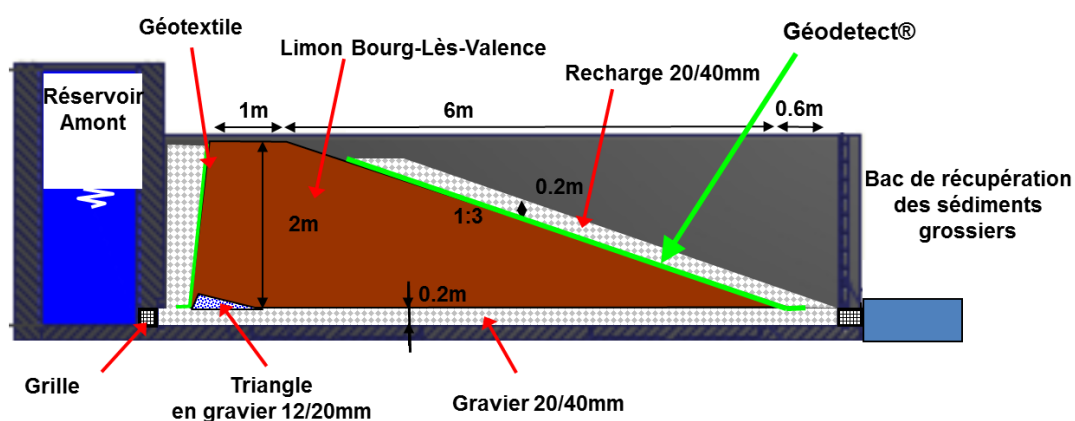 Géotextile
Limon Bourg-Lès-Valence
Géodetect®
Recharge 20/40mm
Réservoir
Amont
1m
6m
0.6m
0.2m
Bac de récupération
des sédiments
grossiers
1:3
2m
0.2m
Grille
Triangle
en gravier 12/20mm
Gravier 20/40mm